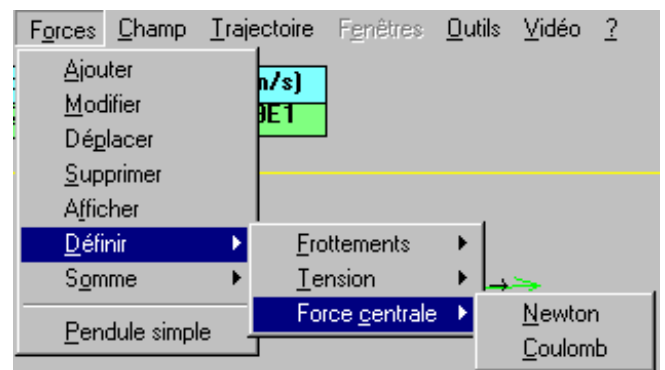 Forces Champ Trajectoire Fenêtres Outils Vidéo ?
Ajouter
n/s)
Modifier
9E1
Déplacer
Supprimer
Afficher
Définir
Frottements
Somme
Tension
Force centrale
Newton
Pendule simple
Coulomb